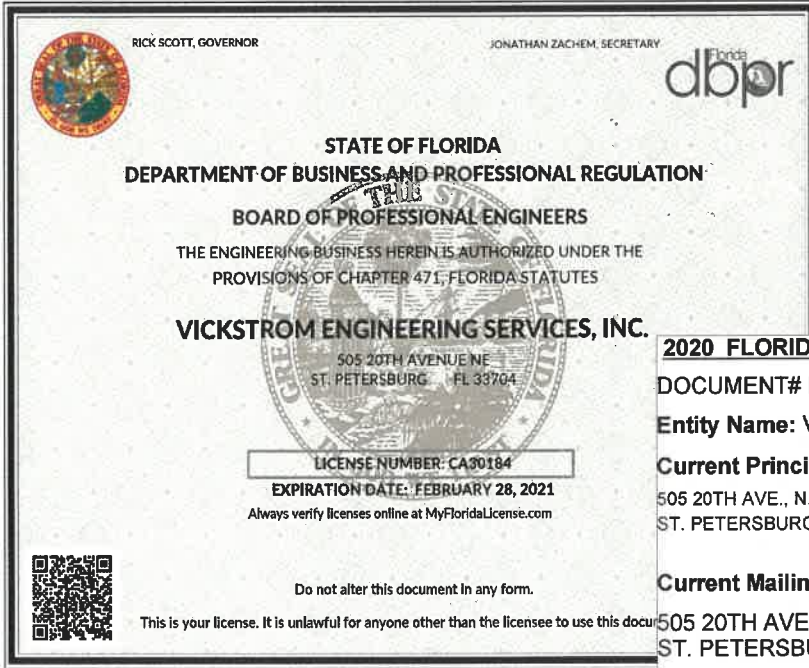 RICK SCOTT, GOVERNOR
JONATHAN ZACHEM, SECRETARY
Florida
dbpr
STATE OF FLORIDA
DEPARTMENT OF BUSINESS AND PROFESSIONAL REGULATION
THE
BOARD OF PROFESSIONAL ENGINEERS
THE ENGINEERING BUSINESS HEREIN IS AUTHORIZED UNDER THE
PROVISIONS OF CHAPTER 471, FLORIDA STATUTES
VICKSTROM ENGINEERING SERVICES, INC.
505 20TH AVENUE NE
ST. PETERSBURG FL 33704
LICENSE NUMBER: CA30184
EXPIRATION DATE: FEBRUARY 28, 2021
Always verify licenses online at MyFloridaLicense.com
Do not alter this document in any form.
This is your license. It is unlawful for anyone other than the licensee to use this docu
2020 FLORID
DOCUMENT#
Entity Name: V
Current Princi
505 20TH AVE., N.
ST. PETERSBURG
Current Mailin
505 20TH AVE
ST. PETERSB